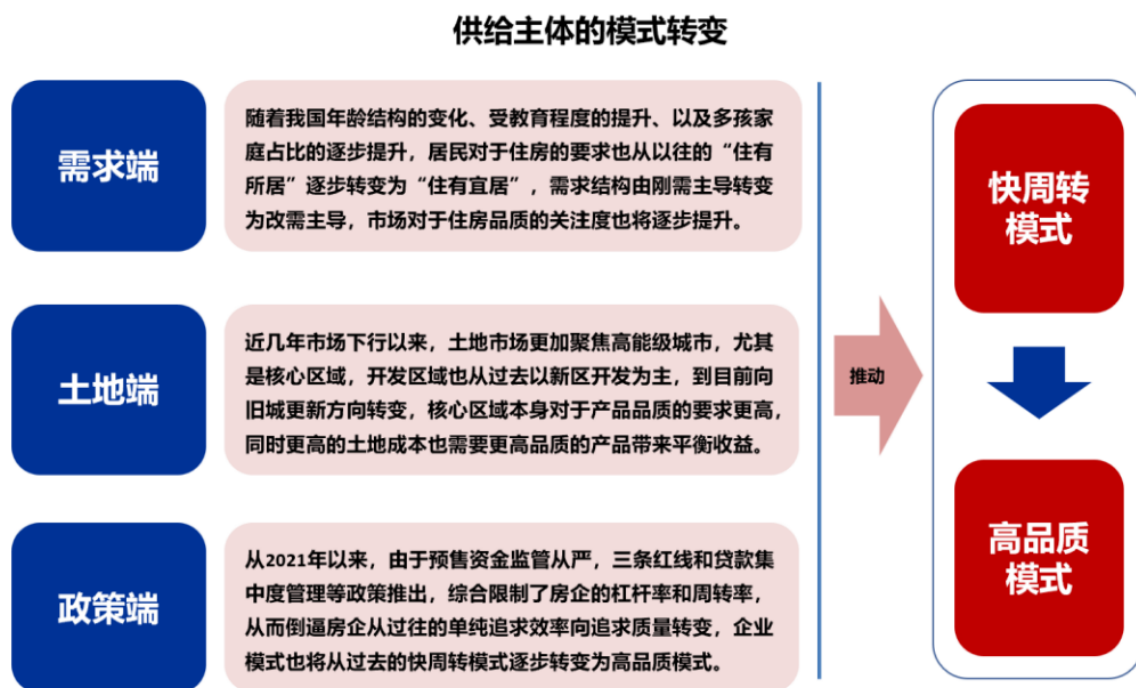 供给主体的模式转变
需求端
随着我国年龄结构的变化、受教育程度的提升、以及多孩家
庭占比的逐步提升，居民对于住房的要求也从以往的“住有
所居”逐步转变为“住有宜居”，需求结构由刚需主导转变
为改需主导，市场对于住房品质的关注度也将逐步提升。
土地端
近几年市场下行以来，土地市场更加聚焦高能级城市，尤其
是核心区域，开发区域也从过去以新区开发为主，到目前向
旧城更新方向转变，核心区域本身对于产品品质的要求更高，
同时更高的土地成本也需要更高品质的产品带来平衡收益。
政策端
从2021年以来，由于预售资金监管从严，三条红线和贷款集
中度管理等政策推出，综合限制了房企的杠杆率和周转率，
从而倒逼房企从过往的单纯追求效率向追求质量转变，企业
模式也将从过去的快周转模式逐步转变为高品质模式。
推动
快周转
模式
高品质
模式